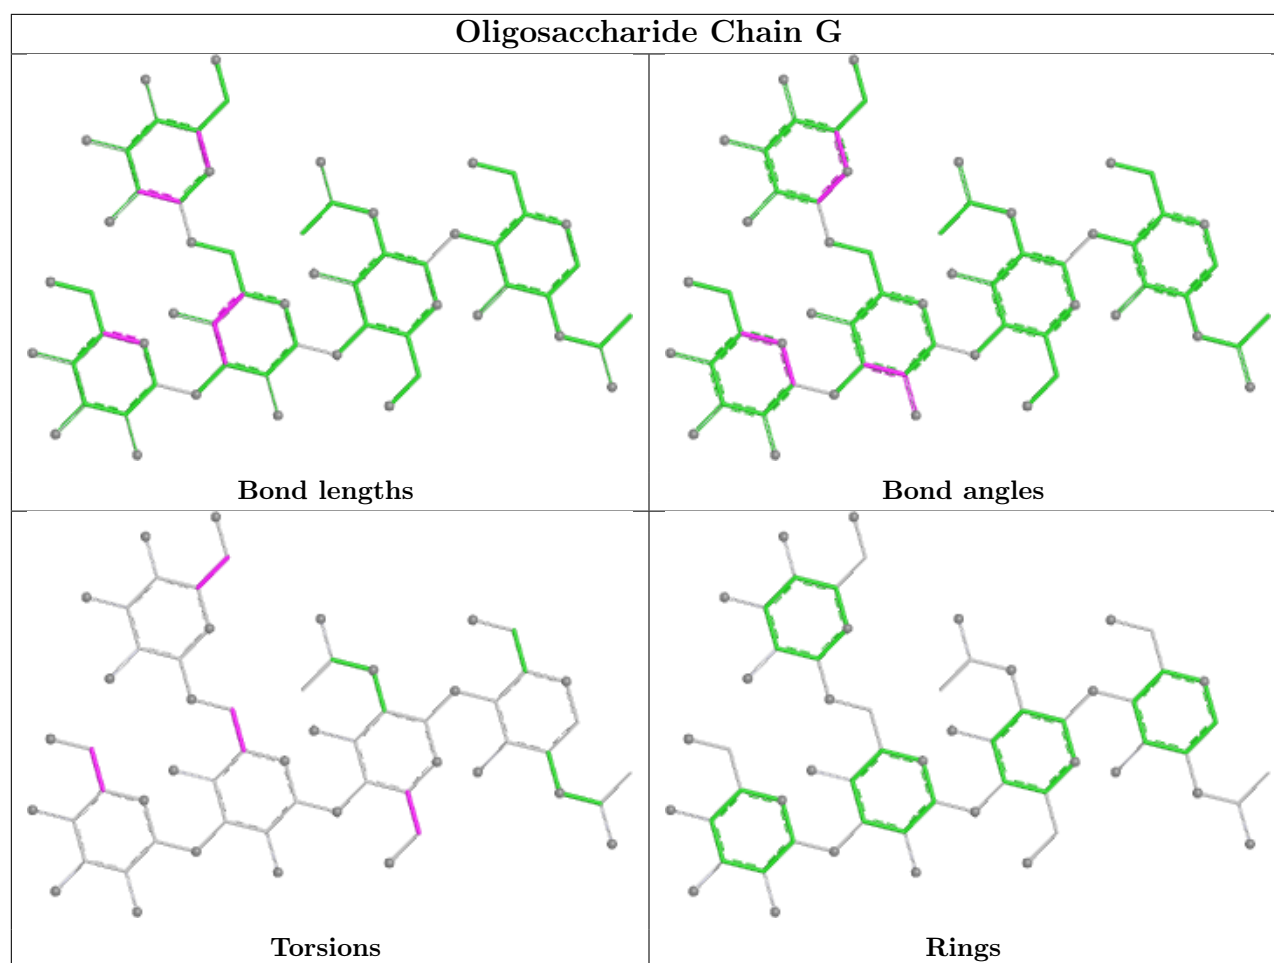 Oligosaccharide Chain G
Bond lengths
Bond angles
Torsions
Rings